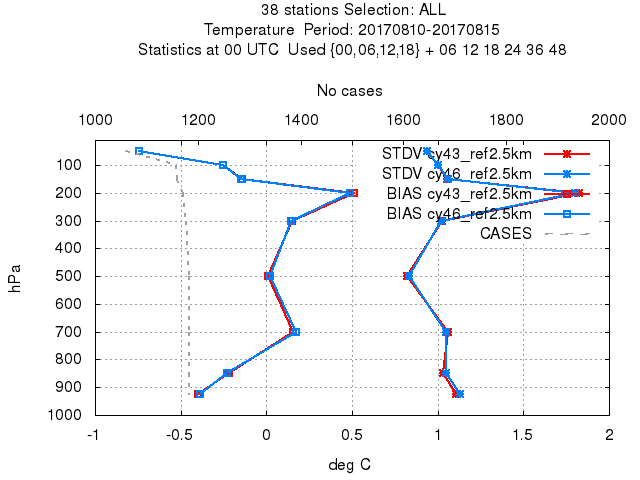 38 stations Selection: ALL
Temperature  Period: 20170810-20170815
Statistics at 00 UTC  Used {00,06,12,18} + 06 12 18 24 36 48
No cases
1000 1200 1400 1600 1800 2000
STDV cy43_ref2.5km
STDV cy46_ref2.5km
BIAS cy43_ref2.5km
BIAS cy46_ref2.5km
CASES
hPa
100
200
300
400
500
600
700
800
900
1000
-1 -0.5 0 0.5 1 1.5 2
deg C